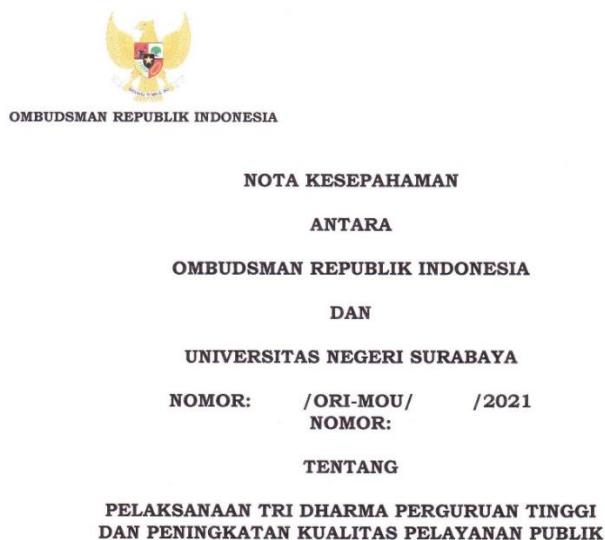 OMBUDSMAN REPUBLIK INDONESIA
NOTA KESEPAHAMAN
ANTARA
OMBUDSMAN REPUBLIK INDONESIA
DAN
UNIVERSITAS NEGERI SURABAYA
NOMOR: /ORI-MOU/ /2021
NOMOR:
TENTANG
PELAKSANAAN TRI DHARMA PERGURUAN TINGGI
DAN PENINGKATAN KUALITAS PELAYANAN PUBLIK